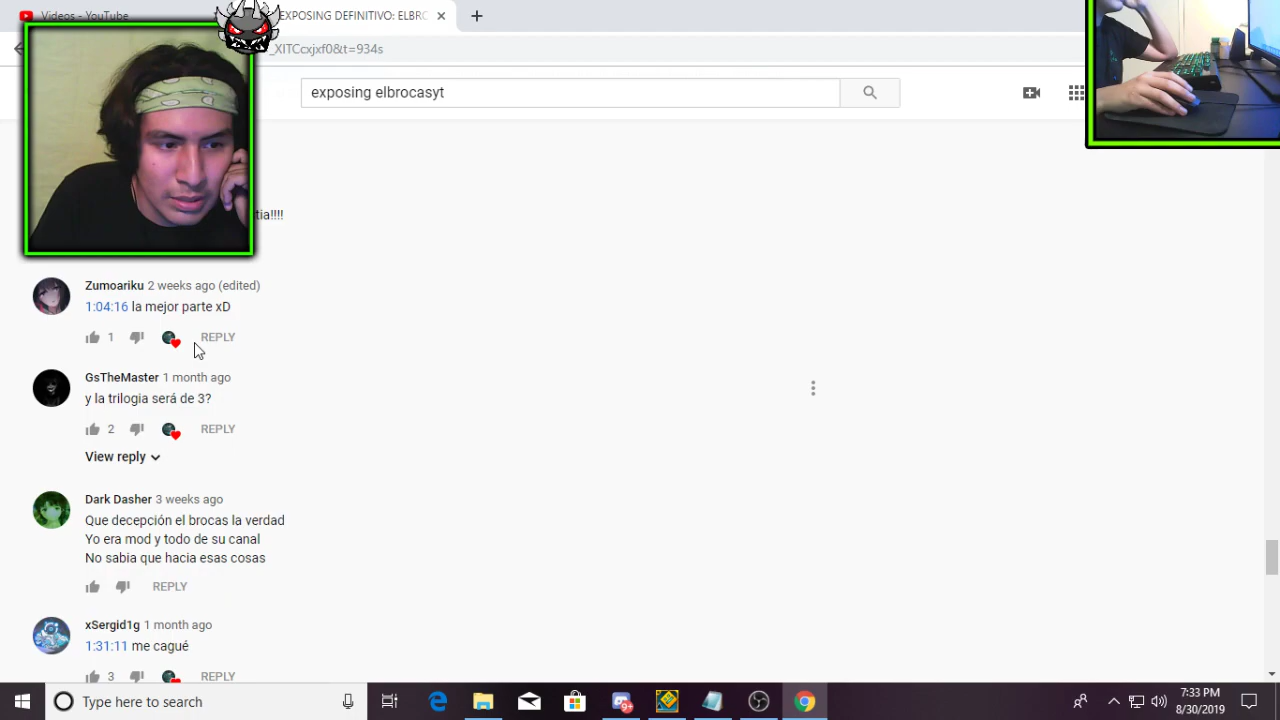 Videos - YouTube
EXPOSING DEFINITIVO: ELBRC
_XITCcxjxf0&t=934s
exposing elbrocasyt
tia!!!!
Zumoariku 2 weeks ago (edited)
1:04:16 la mejor parte xD
1 REPLY
GsTheMaster 1 month ago
y la trilogia será de 3?
2 REPLY
View reply
Dark Dasher 3 weeks ago
Que decepción el brocas la verdad
Yo era mod y todo de su canal
No sabia que hacia esas cosas
REPLY
xSergid1g 1 month ago
1:31:11 me cagué
3 REPLY
Type here to search
9+
7:33 PM
8/30/2019